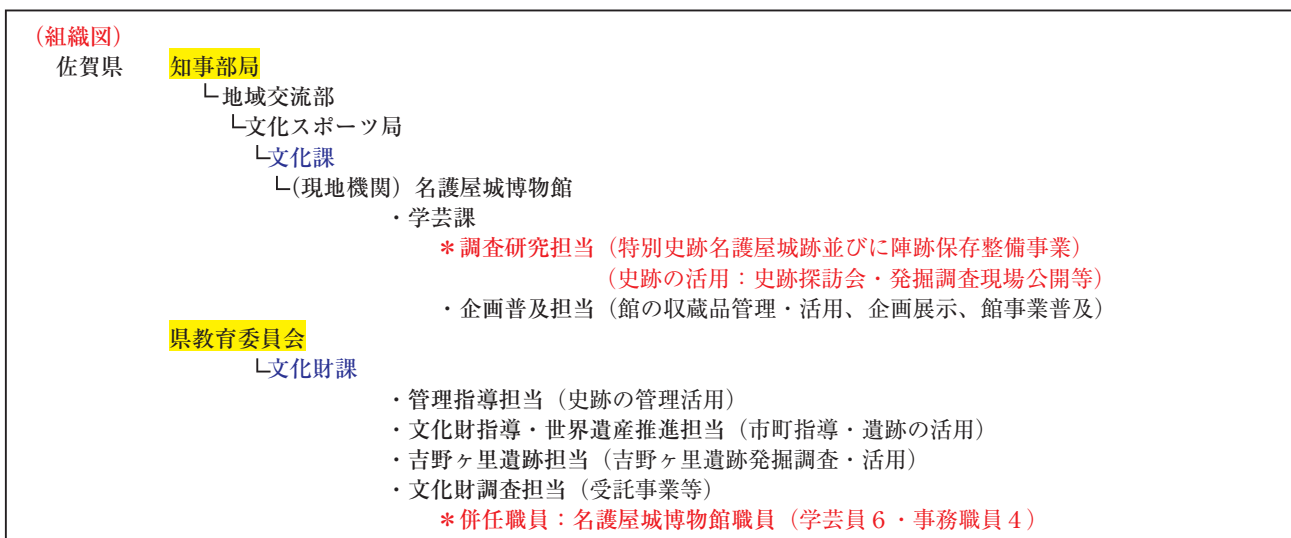 (組織図)
佐賀県 知事部局
└地域交流部
└文化スポーツ局
└文化課
└(現地機関）名護屋城博物館
・学芸課
＊調査研究担当（特別史跡名護屋城跡並びに陣跡保存整備事業）
（史跡の活用：史跡探訪会・発掘調査現場公開等）
・企画普及担当（館の収蔵品管理・活用、企画展示、館事業普及）
県教育委員会
└文化財課
・管理指導担当（史跡の管理活用）
・文化財指導・世界遺産推進担当（市町指導・遺跡の活用）
・吉野ヶ里遺跡担当（吉野ヶ里遺跡発掘調査・活用）
・文化財調査担当（受託事業等）
＊併任職員：名護屋城博物館職員（学芸員６・事務職員４）